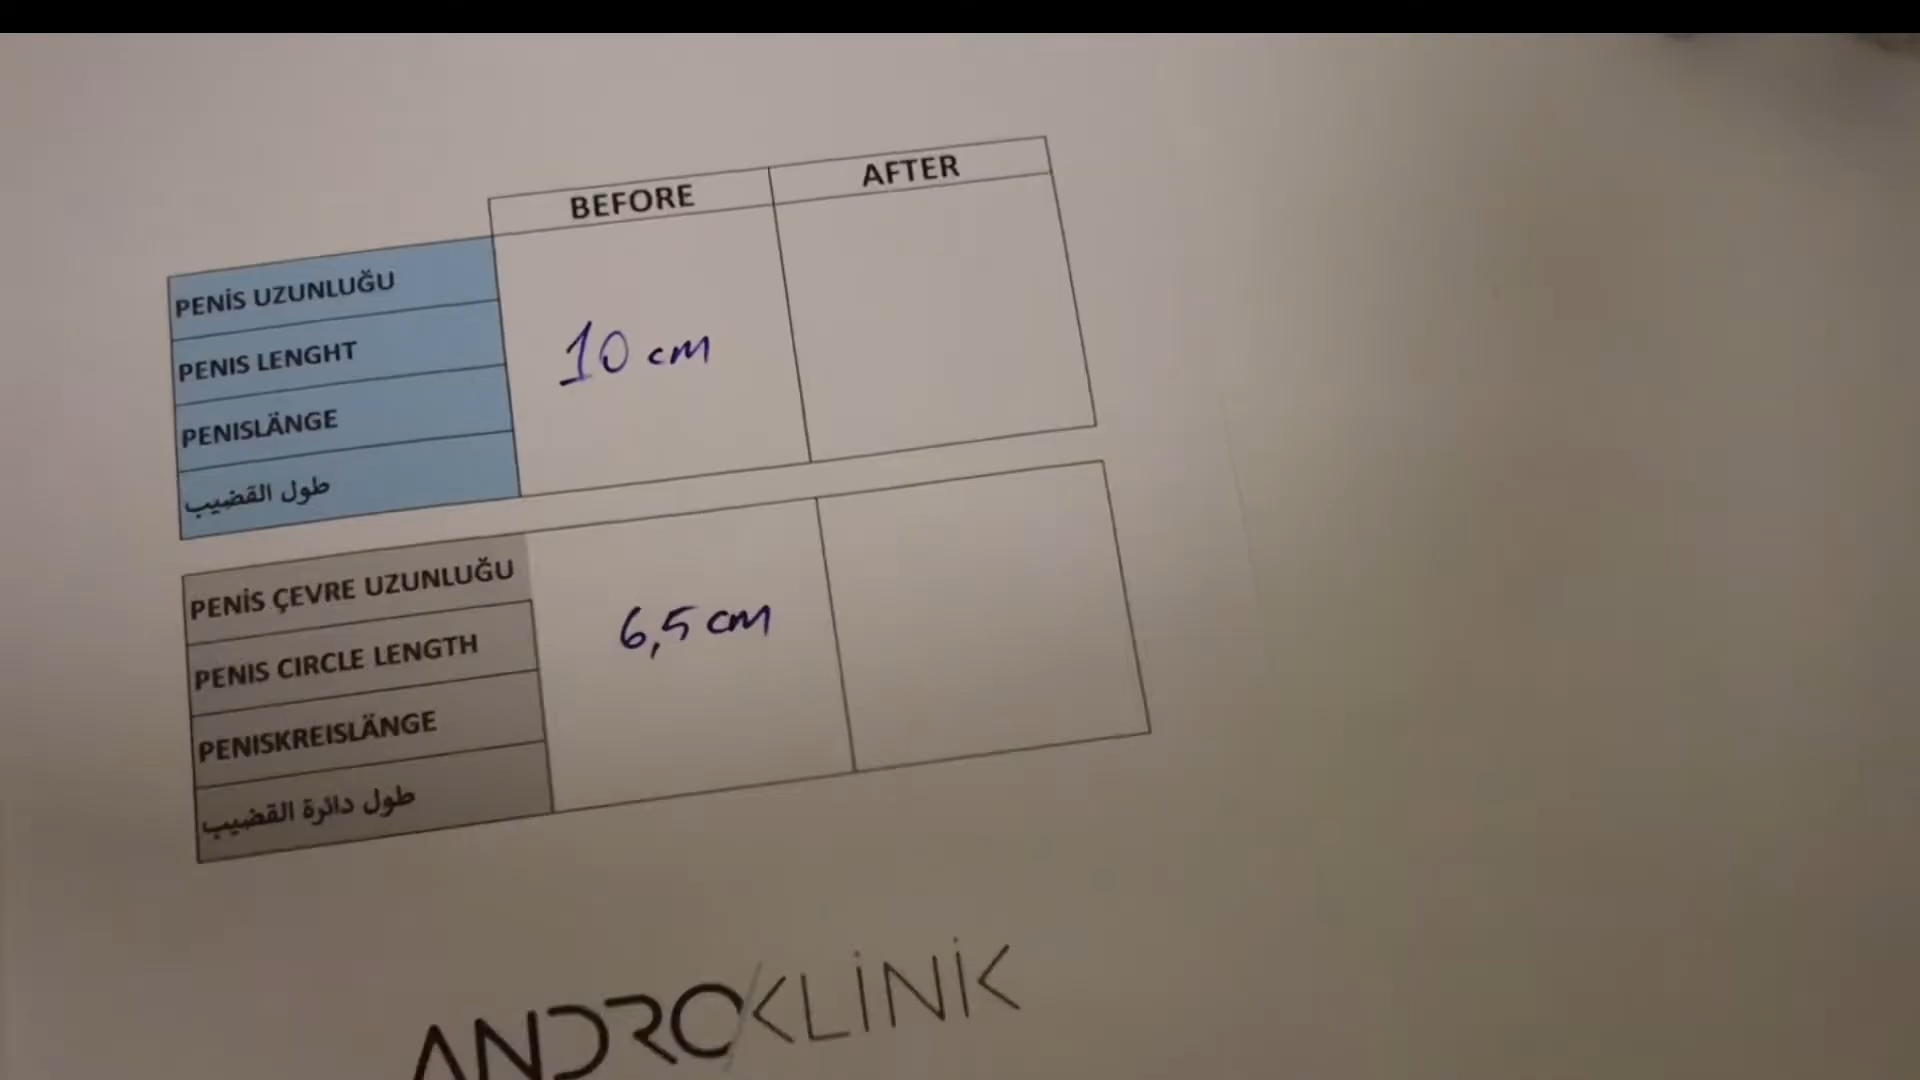 BEFORE AFTER
PENİS UZUNLUĞU
PENIS LENGHT
PENISLÄNGE
طول القضيب
10 cm
PENİS ÇEVRE UZUNLUĞU
PENIS CIRCLE LENGTH
PENISKREISLÄNGE
طول دائرة القضيب
6,5 cm
ANDROKLİNİK